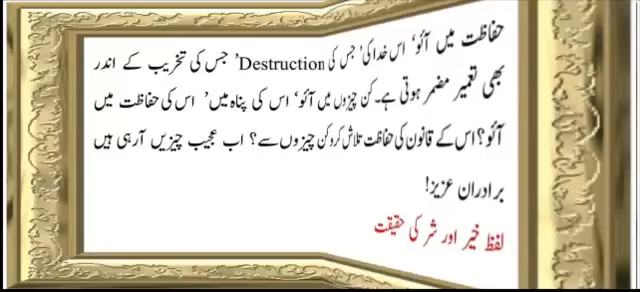 حفاظت میں آئو' اس خدا کی' جس کی Destruction' جس کی تخریب کے اندر
بھی تعمیر مضمر ہوتی ہے۔ کن چیزوں میں آئو' اس کی پناہ میں' اس کی حفاظت میں
آئو؟ اس کے قانون کی حفاظت تلاش کرو کن چیزوں سے؟ اب عجیب چیزیں آ رہی ہیں
برادران عزیز!
لفظ خیر اور شر کی حقیقت